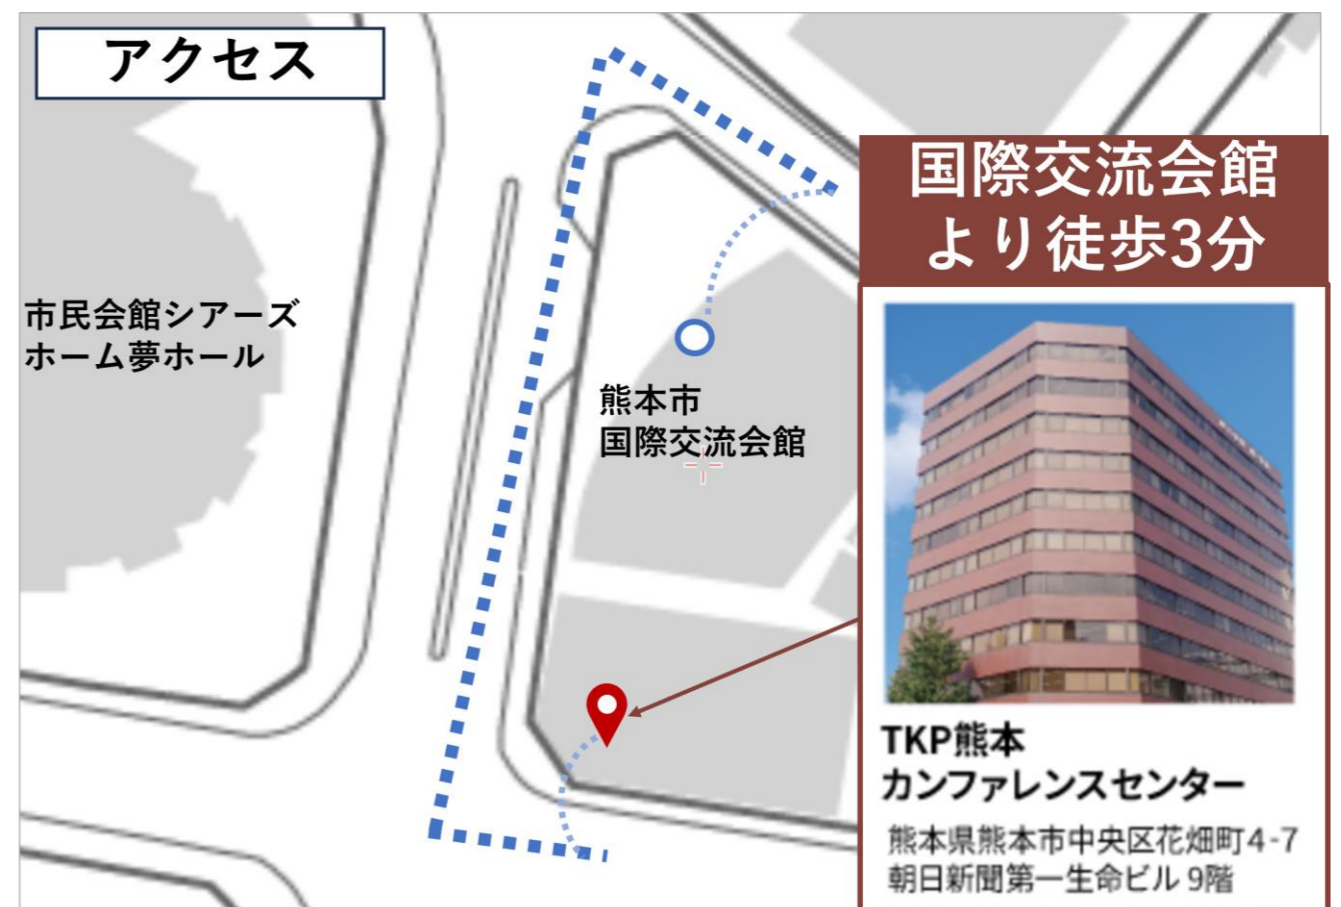 アクセス
国際交流会館
より徒歩3分
市民会館シアーズ
ホーム夢ホール
熊本市
国際交流会館
TKP熊本
カンファレンスセンター
熊本県熊本市中央区花畑町4-7
朝日新聞第一生命ビル 9階